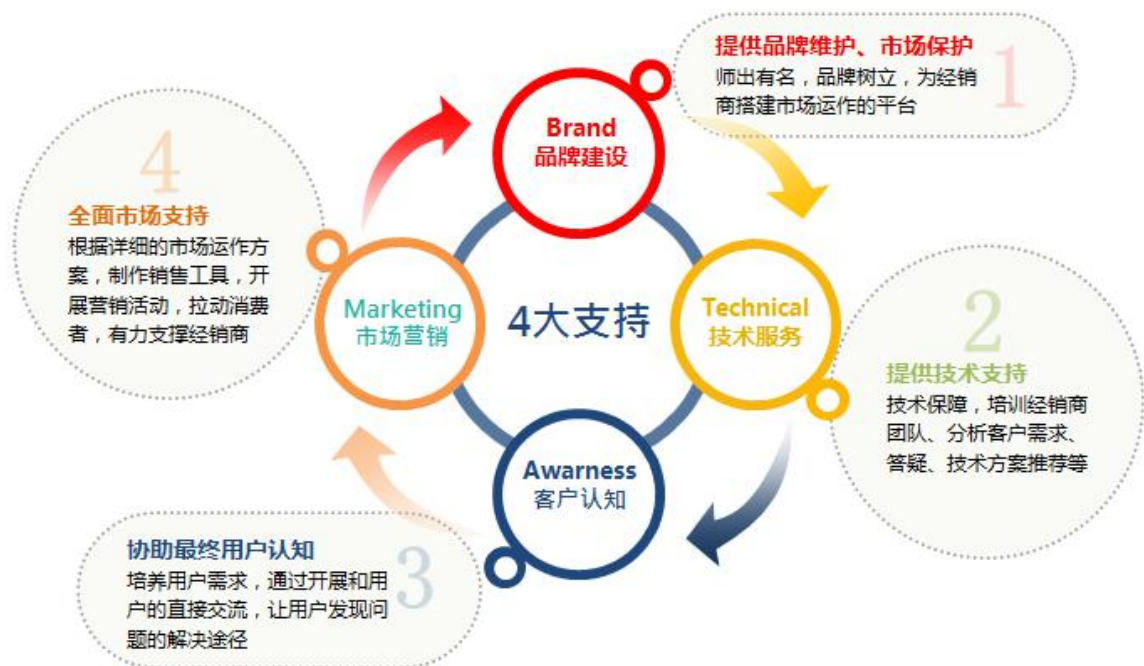 提供品牌维护、市场保护
师出有名，品牌树立，为经销
商搭建市场运作的平台
1
Brand
品牌建设
4
全面市场支持
根据详细的市场运作方
案，制作销售工具，开
展营销活动，拉动消费
者，有力支撑经销商
Marketing
市场营销
4大支持
Technical
技术服务
2
提供技术支持
技术保障，培训经销商
团队、分析客户需求、
答疑、技术方案推荐等
Awarness
客户认知
3
协助最终用户认知
培养用户需求，通过开展和用
户的直接交流，让用户发现问
题的解决途径